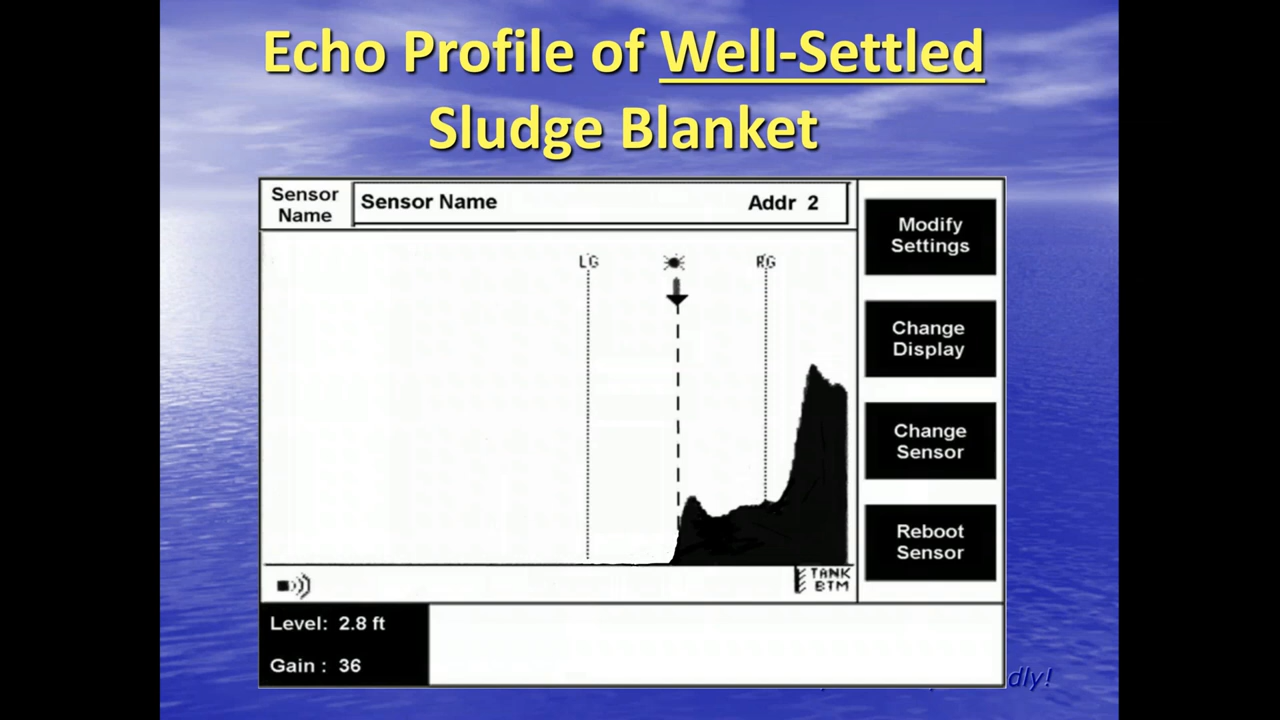 Echo Profile of Well-Settled
Sludge Blanket
Sensor
Name
Sensor Name
Addr 2
Modify
Settings
LG
RG
Change
Display
Change
Sensor
Reboot
Sensor
TANK
BTM
Level: 2.8 ft
Gain : 36
dly!